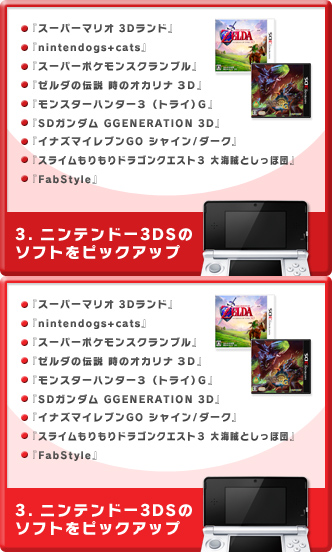 『スーパーマリオ 3Dランド』
『nintendogs+cats』
『スーパーポケモンスクランブル』
『ゼルダの伝説 時のオカリナ 3D』
『モンスターハンター3 (トライ)G』
『SDガンダム GGENERATION 3D』
『イナズマイレブンGO シャイン/ダーク』
『スライムもりもりドラゴンクエスト3 大海賊としっぽ団』
『FabStyle』
ZELDA
3. ニンテンドー3DSの
ソフトをピックアップ
『スーパーマリオ 3Dランド』
『nintendogs+cats』
『スーパーポケモンスクランブル』
『ゼルダの伝説 時のオカリナ 3D』
『モンスターハンター3 (トライ)G』
『SDガンダム GGENERATION 3D』
『イナズマイレブンGO シャイン/ダーク』
『スライムもりもりドラゴンクエスト3 大海賊としっぽ団』
『FabStyle』
ZELDA
3. ニンテンドー3DSの
ソフトをピックアップ